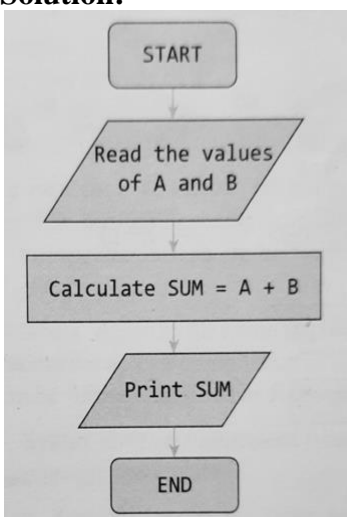 Solution:
START
Read the values
of A and B
Calculate SUM = A + B
Print SUM
END